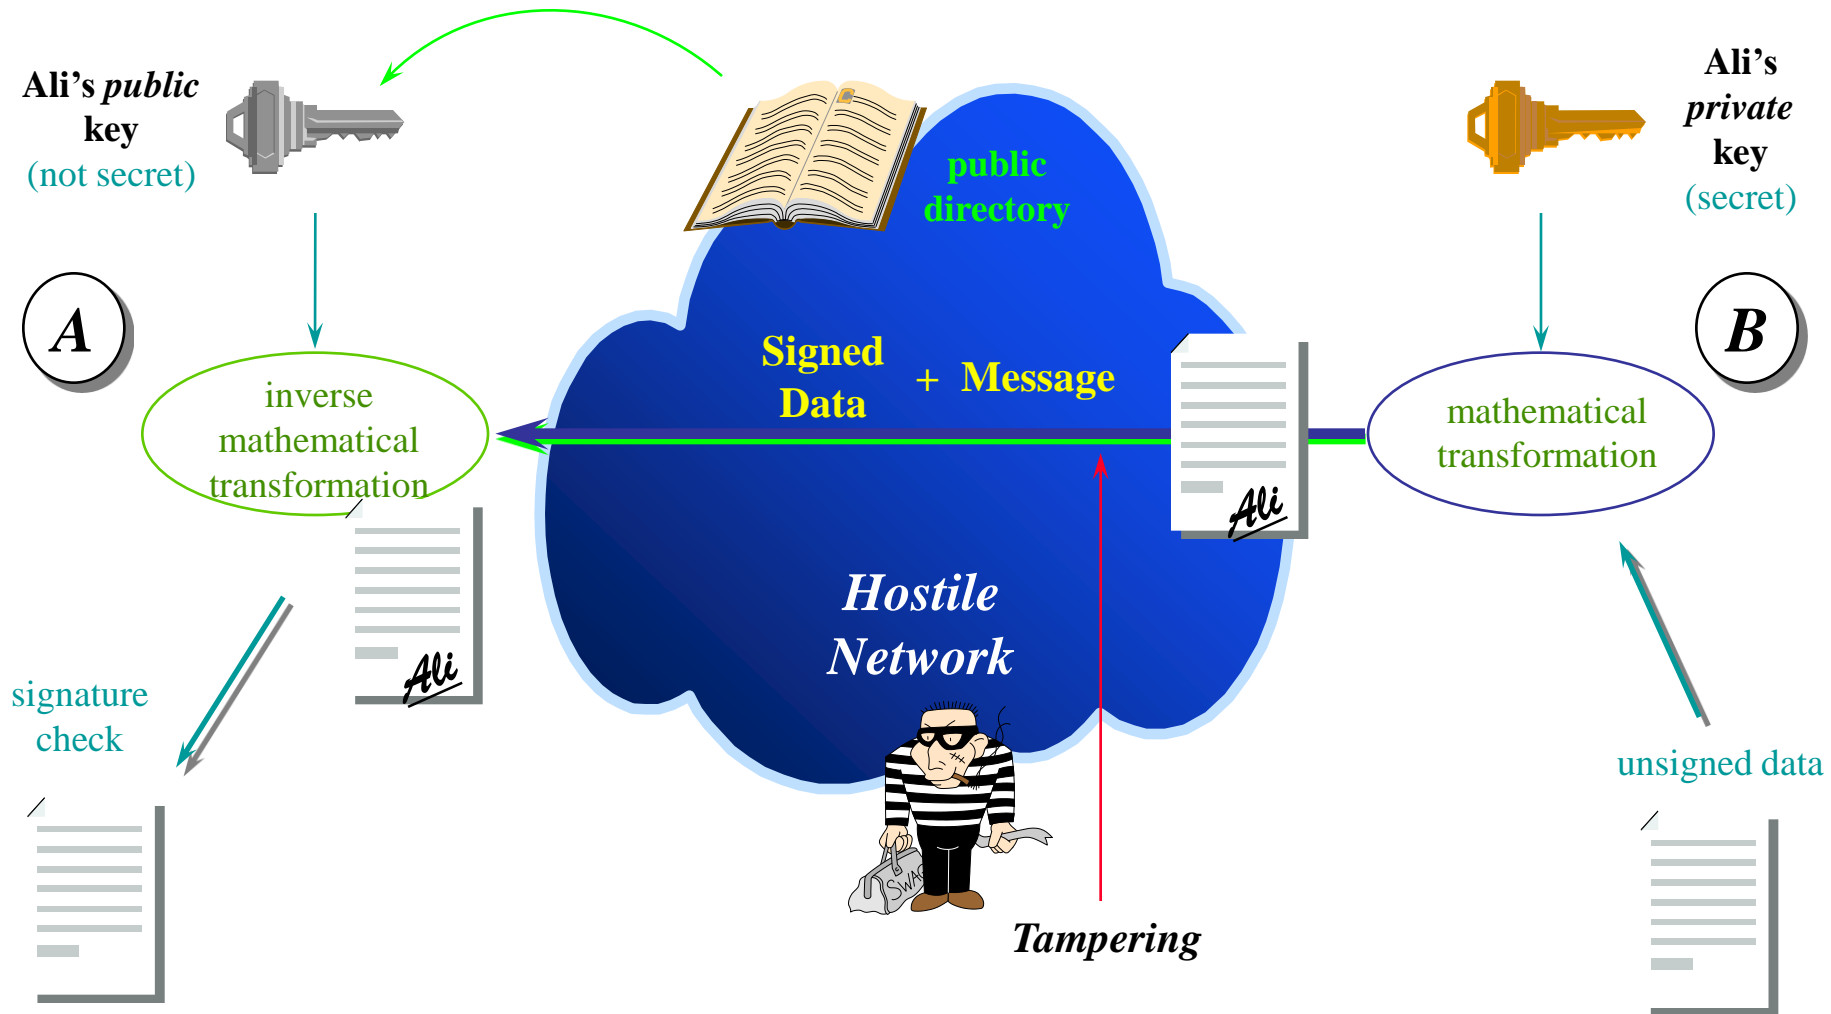 Ali’s public
key
(not secret)
public
directory
Ali’s
private
key
(secret)
A
B
Signed
Data
+ Message
inverse
mathematical
transformation
mathematical
transformation
Ali
Ali
Hostile
Network
signature
check
unsigned data
Tampering